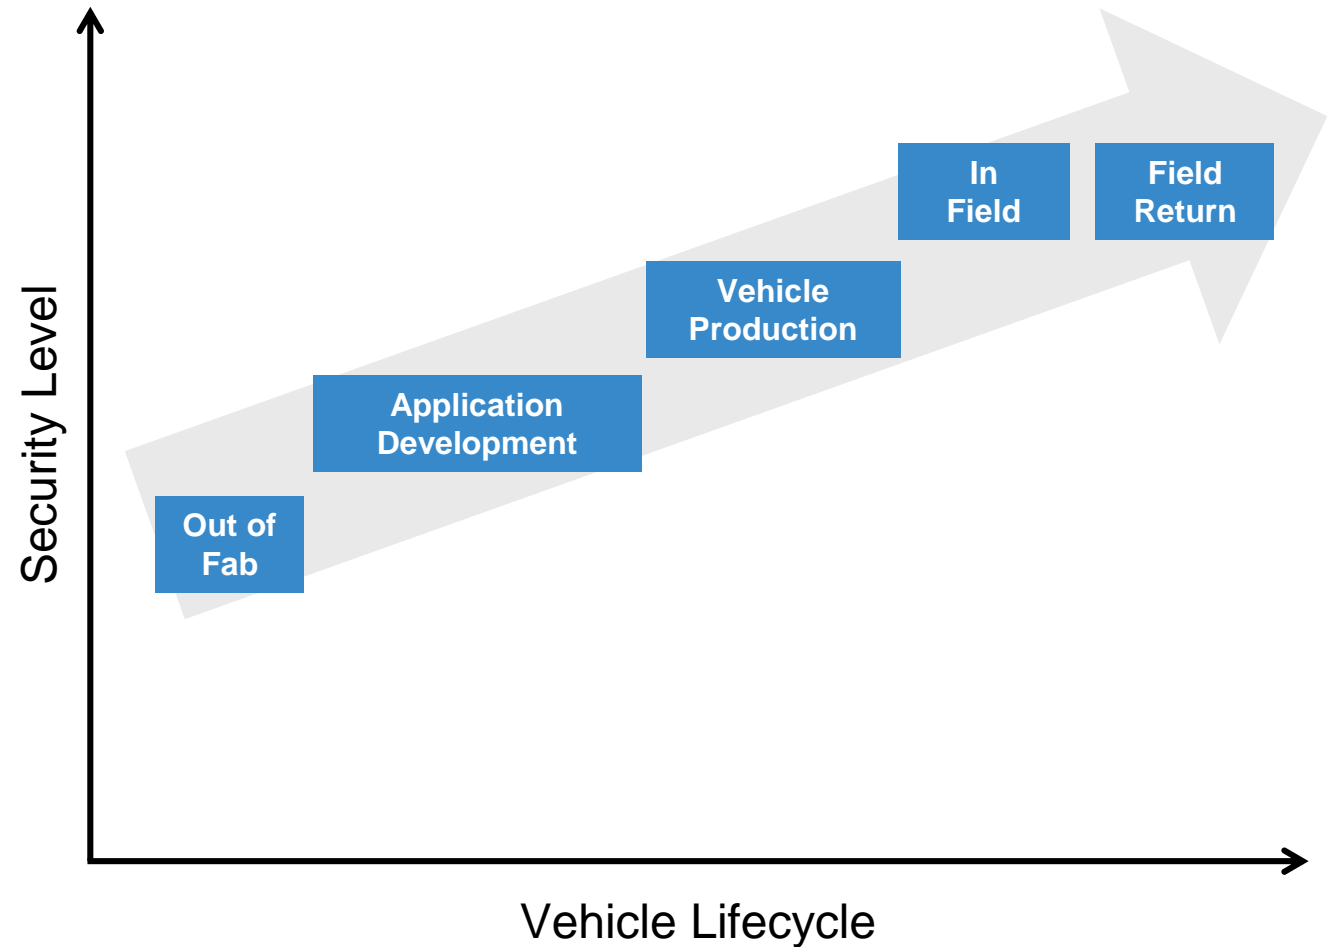 Security Level
In
Field
Field
Return
Vehicle
Production
Application
Development
Out of
Fab
Vehicle Lifecycle